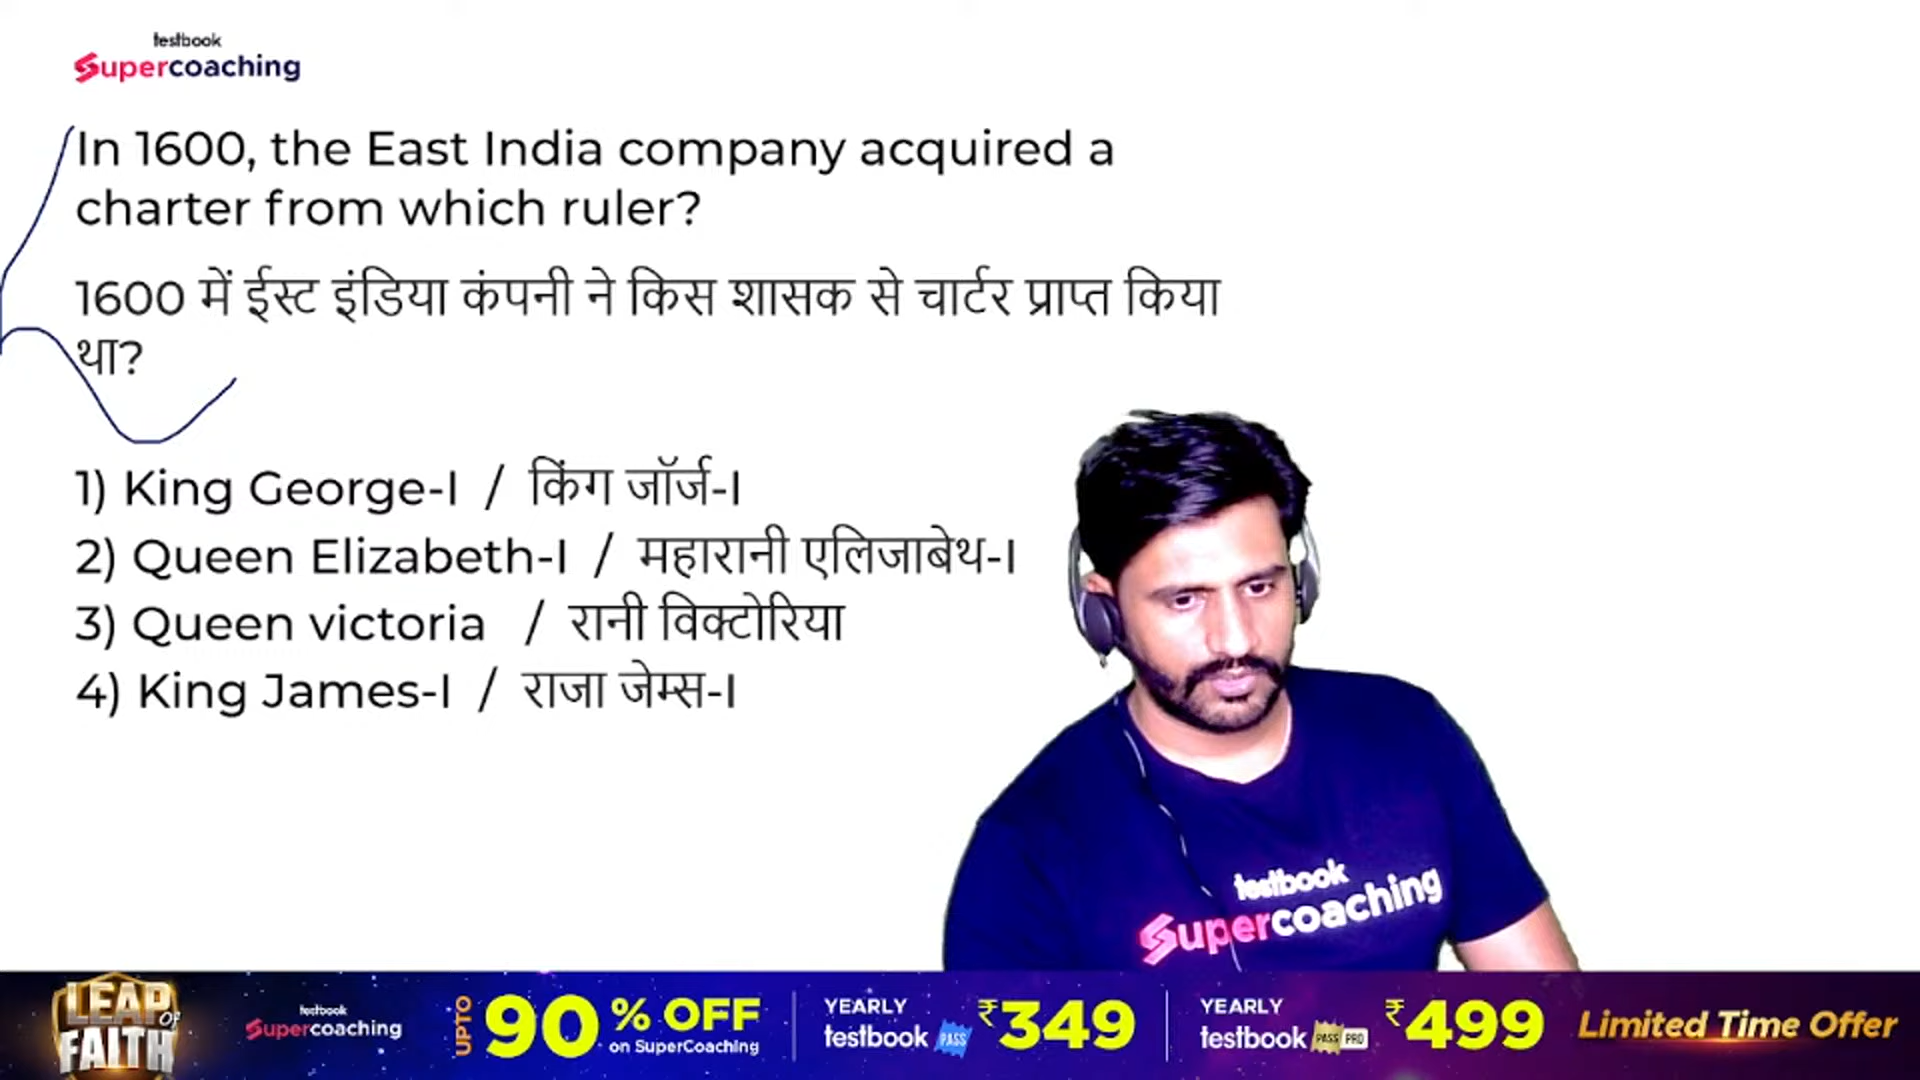 testbook
Supercoaching
In 1600, the East India company acquired a
charter from which ruler?
1600 में ईस्ट इंडिया कंपनी ने किस शासक से चार्टर प्राप्त किया
था?
1) King George-I / किंग जॉर्ज-I
2) Queen Elizabeth-I / महारानी एलिजाबेथ-I
3) Queen victoria / रानी विक्टोरिया
4) King James-I / राजा जेम्स-I
testbook
Supercoaching
LEAP OF
FAITH
testbook
Supercoaching
UPTO 90% OFF
on SuperCoaching
YEARLY
testbook PASS
₹349
YEARLY
testbook PASS PRO
₹499
Limited Time Offer